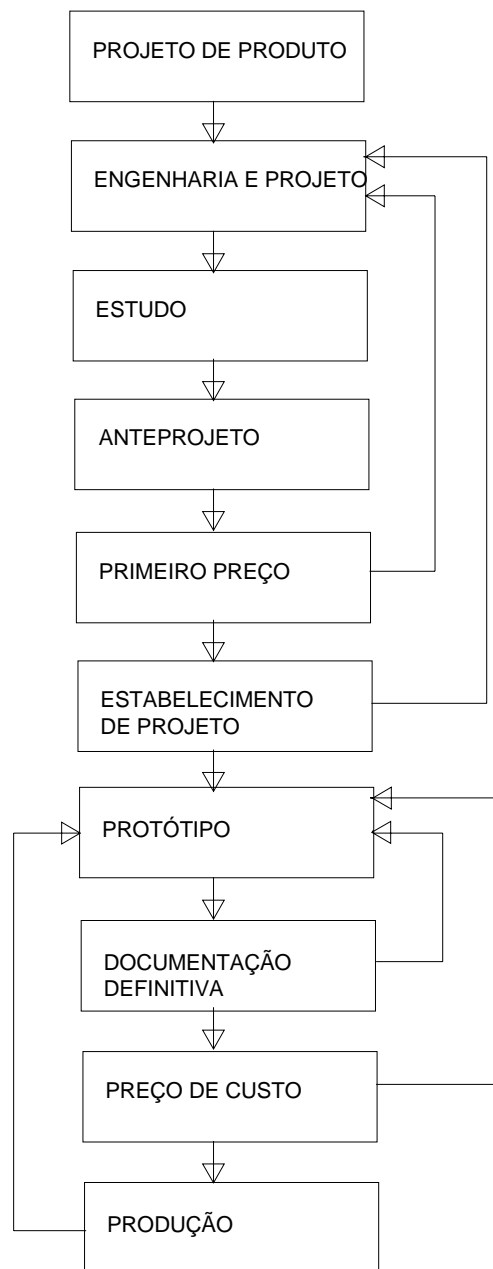 PROJETO DE PRODUTO
ENGENHARIA E PROJETO
ESTUDO
ANTEPROJETO
PRIMEIRO PREÇO
ESTABELECIMENTO
DE PROJETO
PROTÓTIPO
DOCUMENTAÇÃO
DEFINITIVA
PREÇO DE CUSTO
PRODUÇÃO